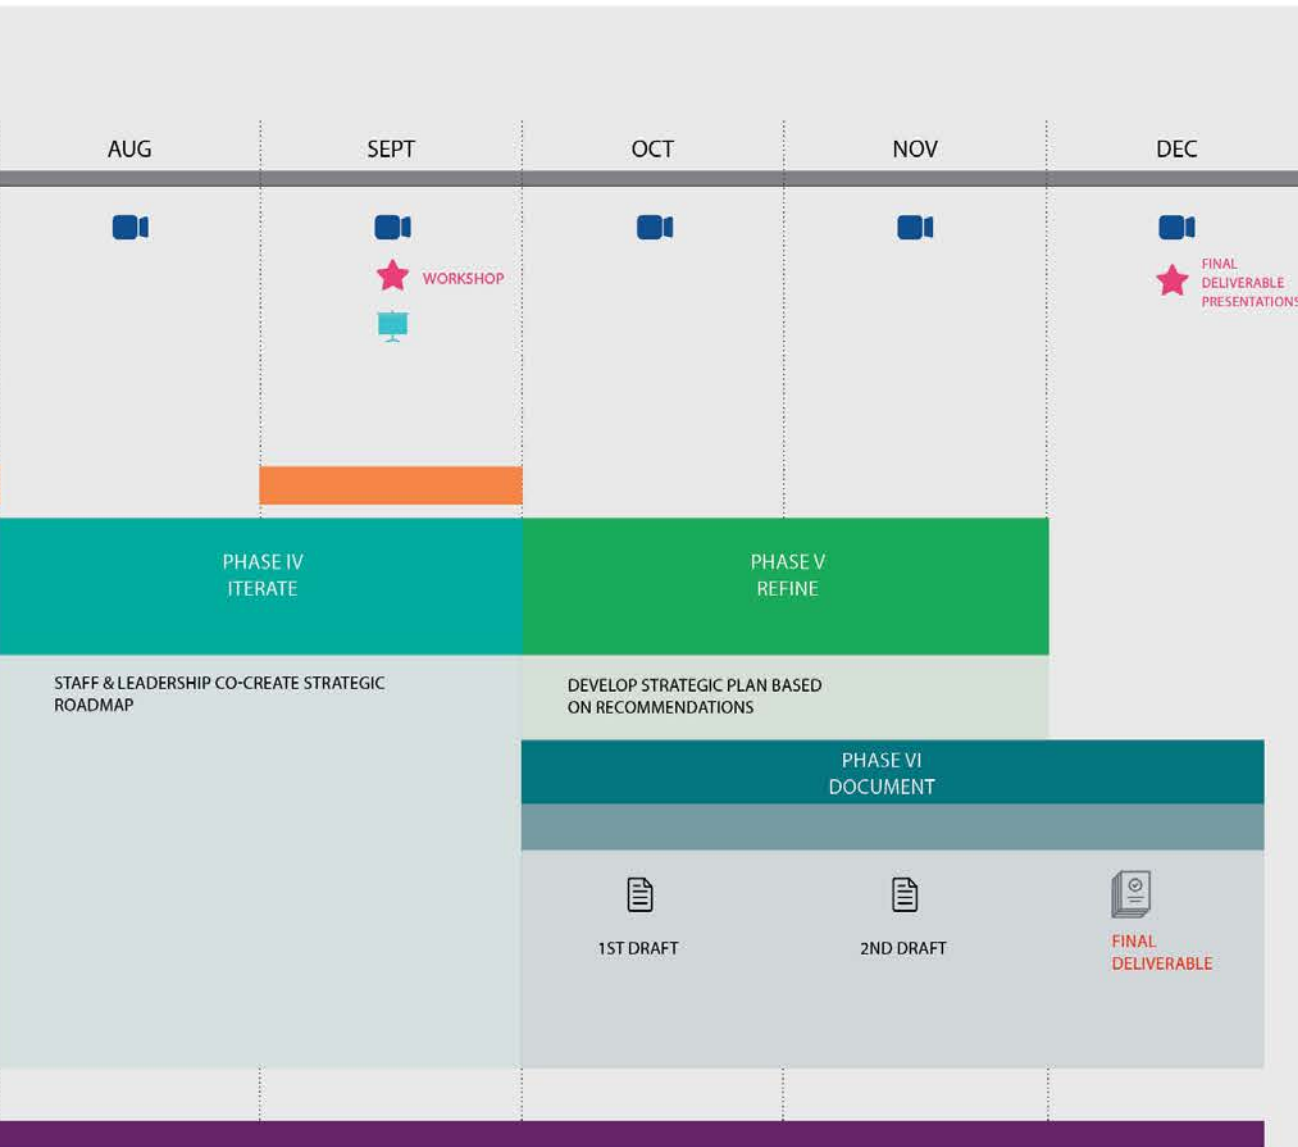 AUG
SEPT
OCT
NOV
DEC
WORKSHOP
FINAL
DELIVERABLE
PRESENTATIONS
PHASE IV
ITERATE
PHASE V
REFINE
STAFF & LEADERSHIP CO-CREATE STRATEGIC
ROADMAP
DEVELOP STRATEGIC PLAN BASED
ON RECOMMENDATIONS
PHASE VI
DOCUMENT
1ST DRAFT
2ND DRAFT
FINAL
DELIVERABLE